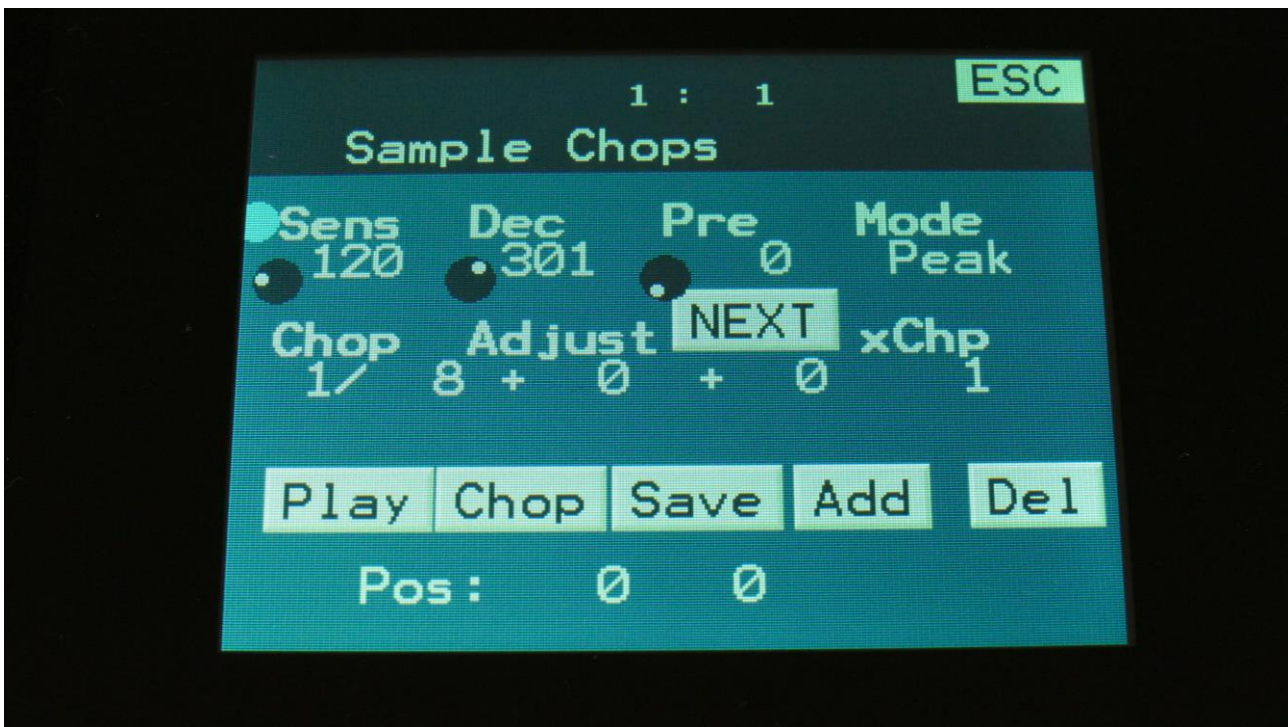 1 : 1 ESC
Sample Chops
Sens Dec Pre Mode
120 301 0 Peak
Chop Adjust NEXT xChp
1/ 8 + 0 + 0 1
Play Chop Save Add Del
Pos: 0 0